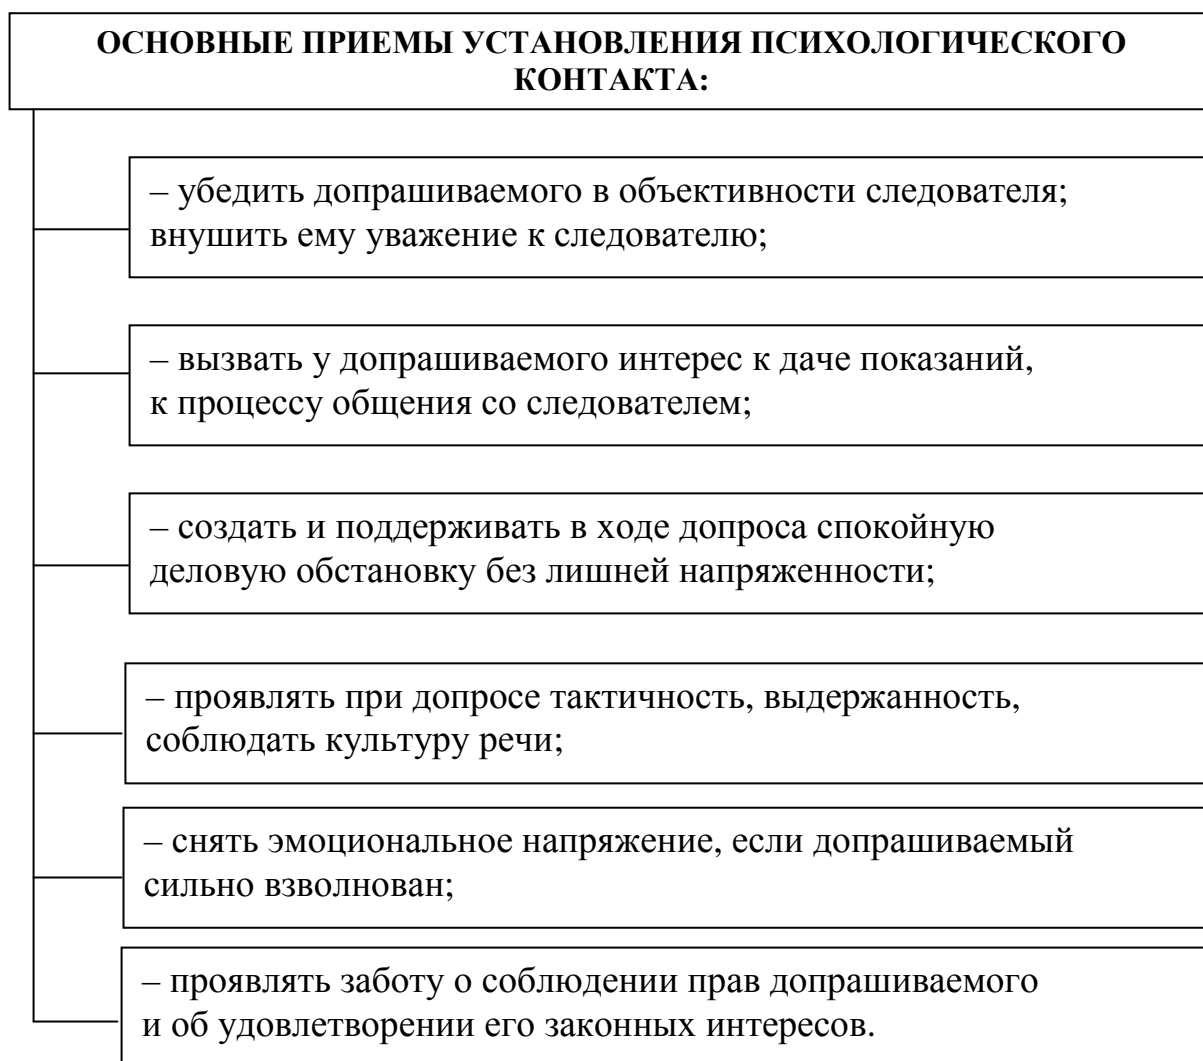 ОСНОВНЫЕ ПРИЕМЫ УСТАНОВЛЕНИЯ ПСИХОЛОГИЧЕСКОГО
КОНТАКТА:
– убедить допрашиваемого в объективности следователя;
внушить ему уважение к следователю;
– вызвать у допрашиваемого интерес к даче показаний,
к процессу общения со следователем;
– создать и поддерживать в ходе допроса спокойную
деловую обстановку без лишней напряженности;
– проявлять при допросе тактичность, выдержанность,
соблюдать культуру речи;
– снять эмоциональное напряжение, если допрашиваемый
сильно взволнован;
– проявлять заботу о соблюдении прав допрашиваемого
и об удовлетворении его законных интересов.